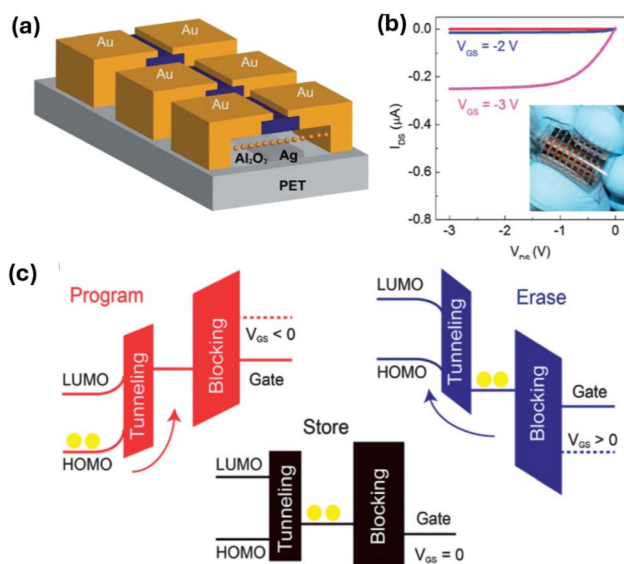 (a)
Au
Au
Au
Au
Au
Au
Al₂O₃
Ag
PET
(b)
I_DS (μA)
0.0
-0.2
-0.4
-0.6
-0.8
V_GS = -2 V
V_GS = -3 V
-3
-2
-1
0
V_DS (V)
(c)
Program
LUMO
HOMO
Tunneling
Blocking
V_GS < 0
Gate
Erase
LUMO
HOMO
Tunneling
Blocking
Gate
V_GS > 0
Store
LUMO
HOMO
Tunneling
Blocking
Gate
V_GS = 0